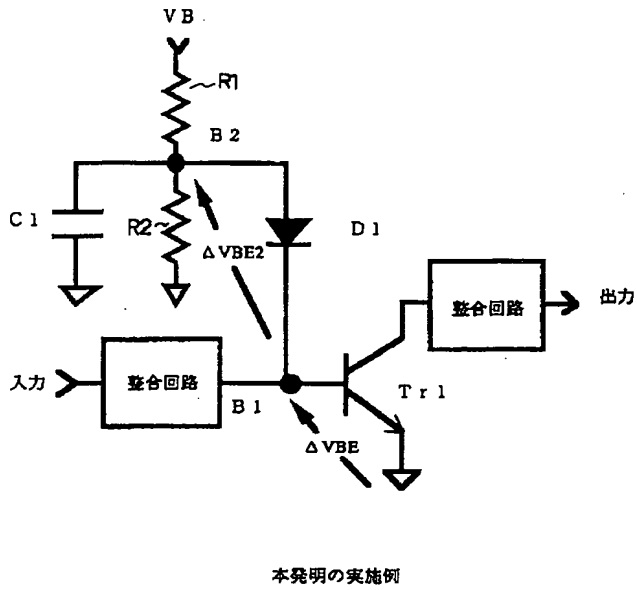 VB
R1
B2
C1
R2
D1
ΔVBE2
整合回路
出力
入力
整合回路
B1
Tr1
ΔVBE
本発明の実施例